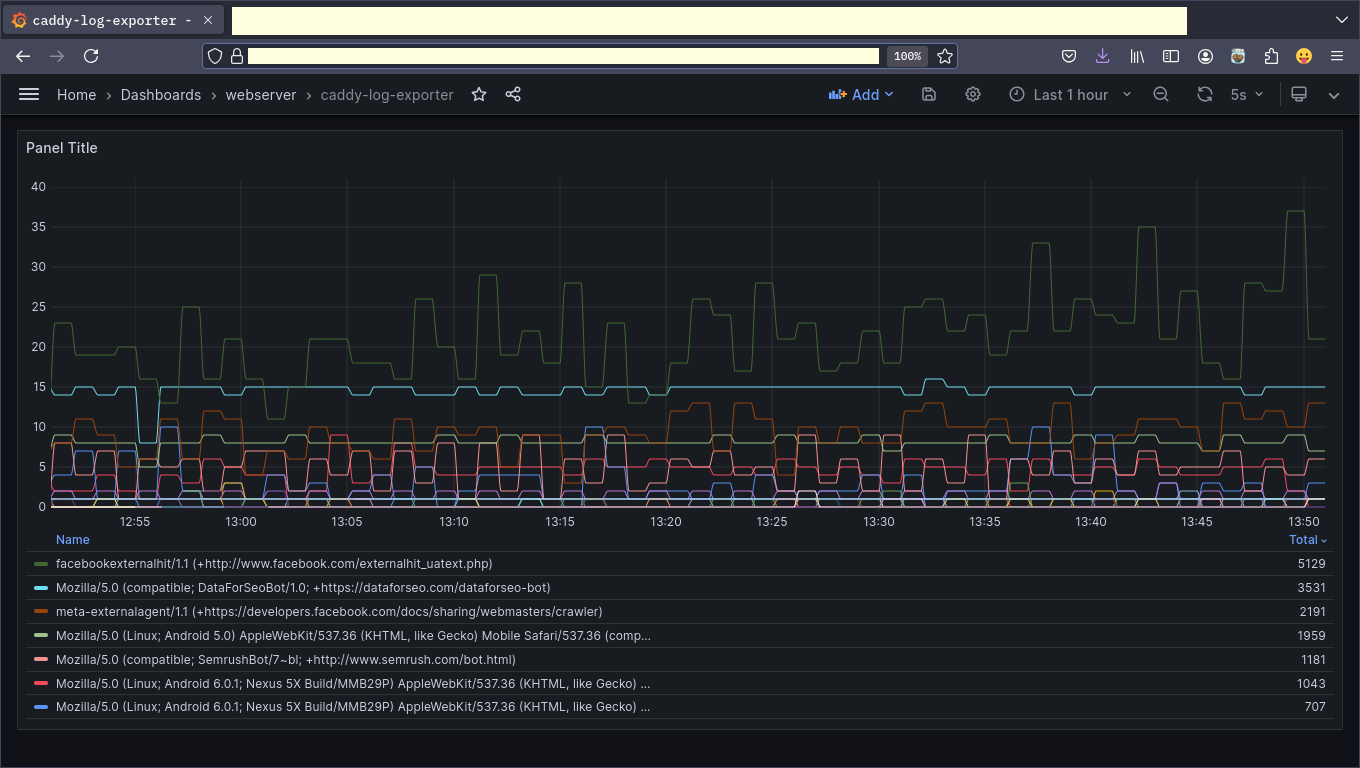 caddy-log-exporter -
100%
Home › Dashboards › webserver › caddy-log-exporter
Add
Last 1 hour
5s
Panel Title
40
35
30
25
20
15
10
5
0
12:55 13:00 13:05 13:10 13:15 13:20 13:25 13:30 13:35 13:40 13:45 13:50
Name Total
facebookexternalhit/1.1 (+http://www.facebook.com/externalhit_uatext.php) 5129
Mozilla/5.0 (compatible; DataForSeoBot/1.0; +https://dataforseo.com/dataforseo-bot) 3531
meta-externalagent/1.1 (+https://developers.facebook.com/docs/sharing/webmasters/crawler) 2191
Mozilla/5.0 (Linux; Android 5.0) AppleWebKit/537.36 (KHTML, like Gecko) Mobile Safari/537.36 (comp... 1959
Mozilla/5.0 (compatible; SemrushBot/7~bl; +http://www.semrush.com/bot.html) 1181
Mozilla/5.0 (Linux; Android 6.0.1; Nexus 5X Build/MMB29P) AppleWebKit/537.36 (KHTML, like Gecko) ... 1043
Mozilla/5.0 (Linux; Android 6.0.1; Nexus 5X Build/MMB29P) AppleWebKit/537.36 (KHTML, like Gecko) ... 707